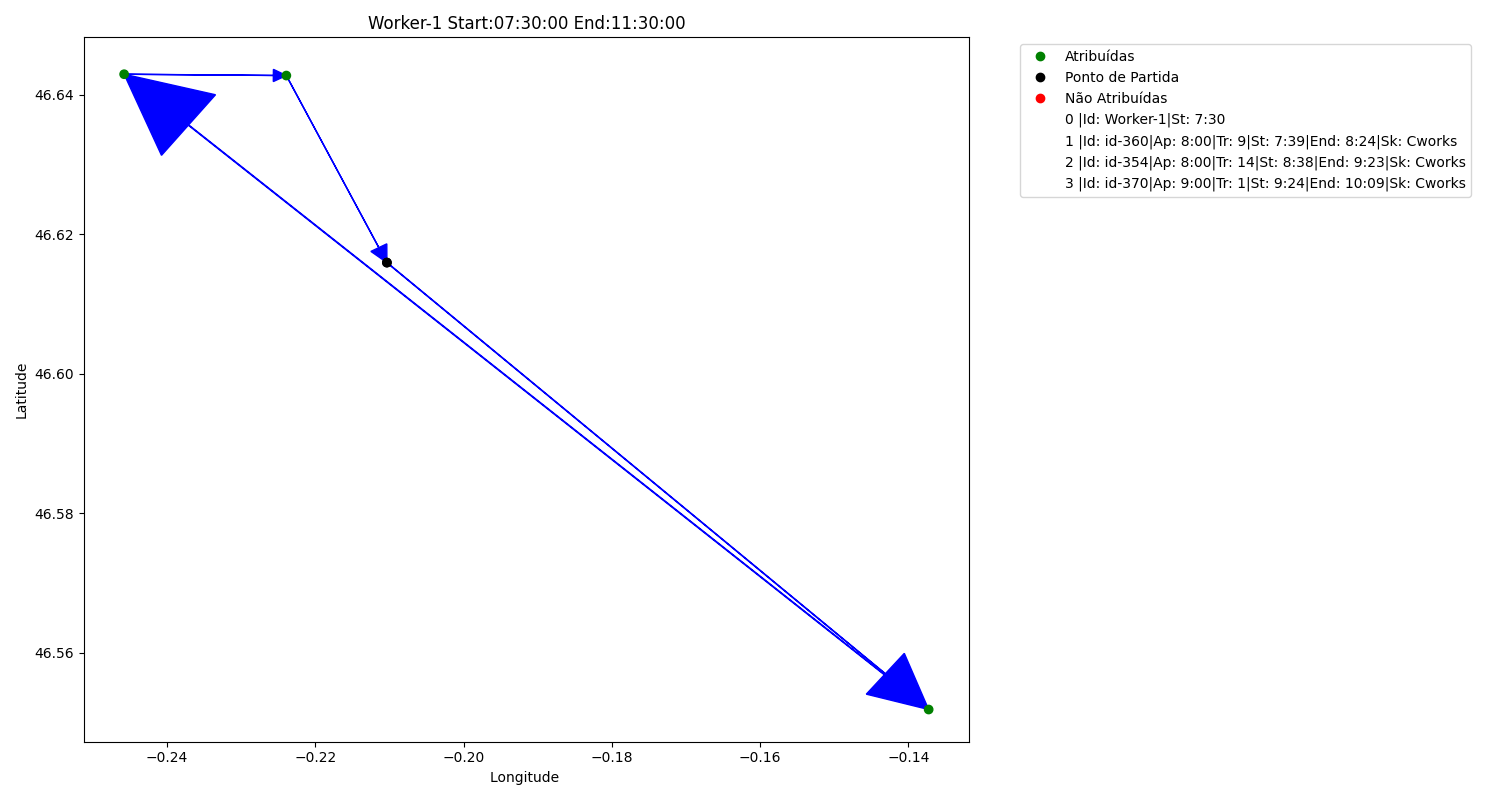 Worker-1 Start:07:30:00 End:11:30:00
Atribuídas
Ponto de Partida
Não Atribuídas
0 |Id: Worker-1|St: 7:30
1 |Id: id-360|Ap: 8:00|Tr: 9|St: 7:39|End: 8:24|Sk: Cworks
2 |Id: id-354|Ap: 8:00|Tr: 14|St: 8:38|End: 9:23|Sk: Cworks
3 |Id: id-370|Ap: 9:00|Tr: 1|St: 9:24|End: 10:09|Sk: Cworks
46.64
46.62
46.60
46.58
46.56
Latitude
−0.24
−0.22
−0.20
−0.18
−0.16
−0.14
Longitude